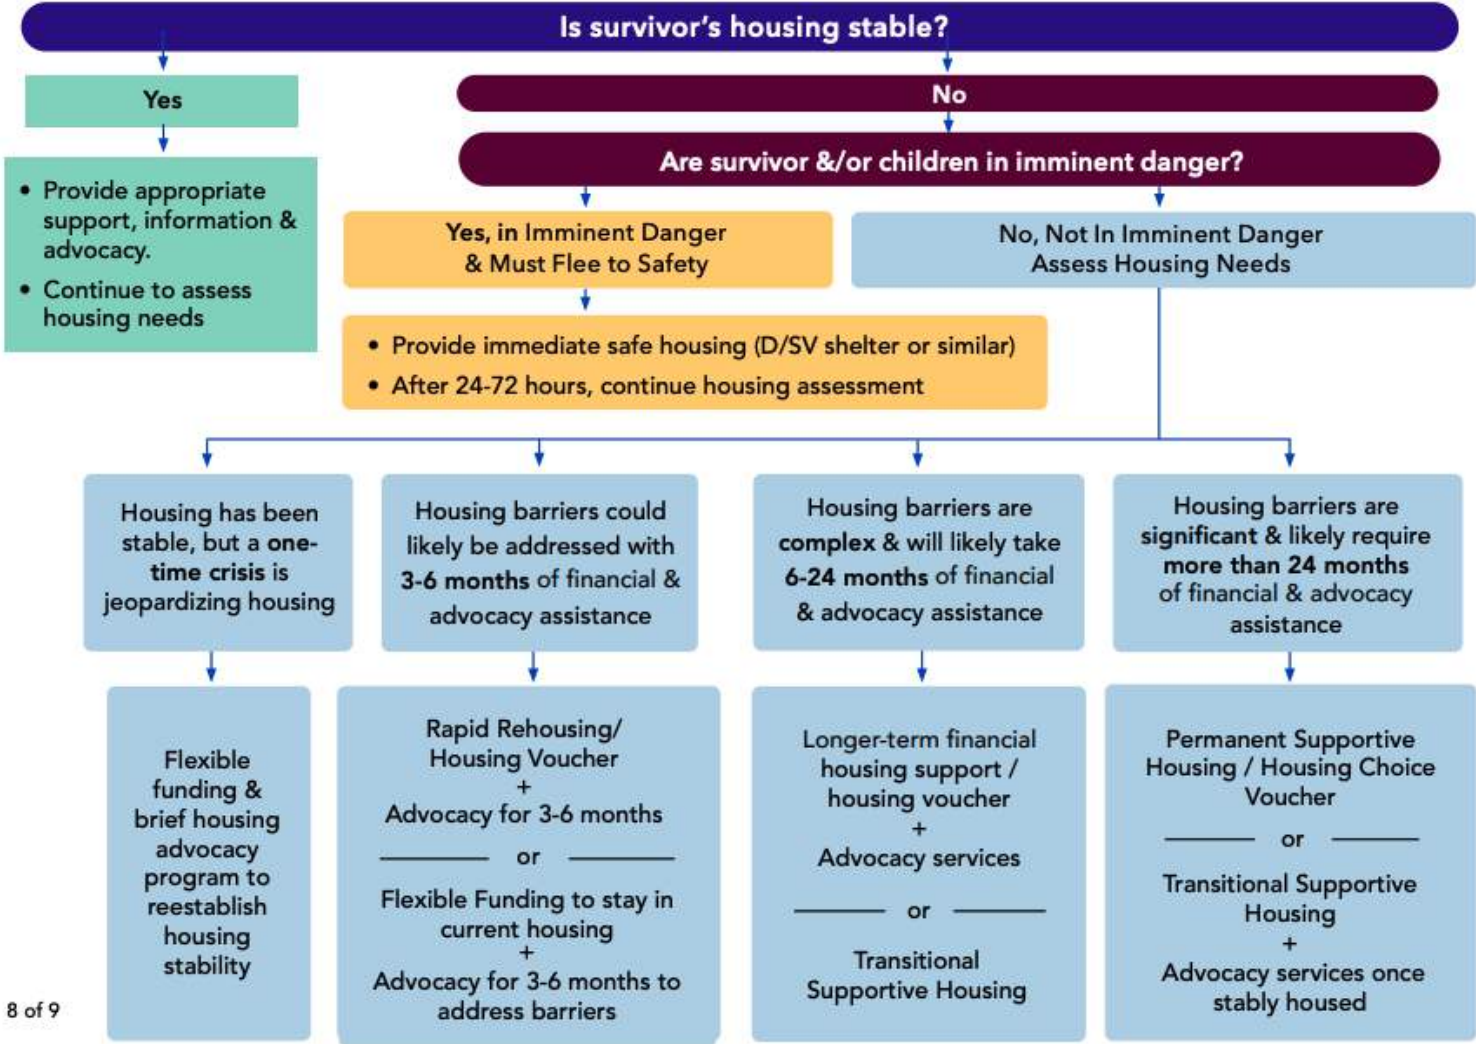 Is survivor's housing stable?
Yes
No
Are survivor &/or children in imminent danger?
• Provide appropriate
support, information &
advocacy.
• Continue to assess
housing needs
Yes, in Imminent Danger
& Must Flee to Safety
No, Not In Imminent Danger
Assess Housing Needs
• Provide immediate safe housing (D/SV shelter or similar)
• After 24-72 hours, continue housing assessment
Housing has been
stable, but a one-
time crisis is
jeopardizing housing
Housing barriers could
likely be addressed with
3-6 months of financial &
advocacy assistance
Housing barriers are
complex & will likely take
6-24 months of financial
& advocacy assistance
Housing barriers are
significant & likely require
more than 24 months
of financial & advocacy
assistance
Flexible
funding &
brief housing
advocacy
program to
reestablish
housing
stability
Rapid Rehousing/
Housing Voucher
+
Advocacy for 3-6 months
or
Flexible Funding to stay in
current housing
+
Advocacy for 3-6 months to
address barriers
Longer-term financial
housing support /
housing voucher
+
Advocacy services
or
Transitional
Supportive Housing
Permanent Supportive
Housing / Housing Choice
Voucher
or
Transitional Supportive
Housing
+
Advocacy services once
stably housed
8 of 9